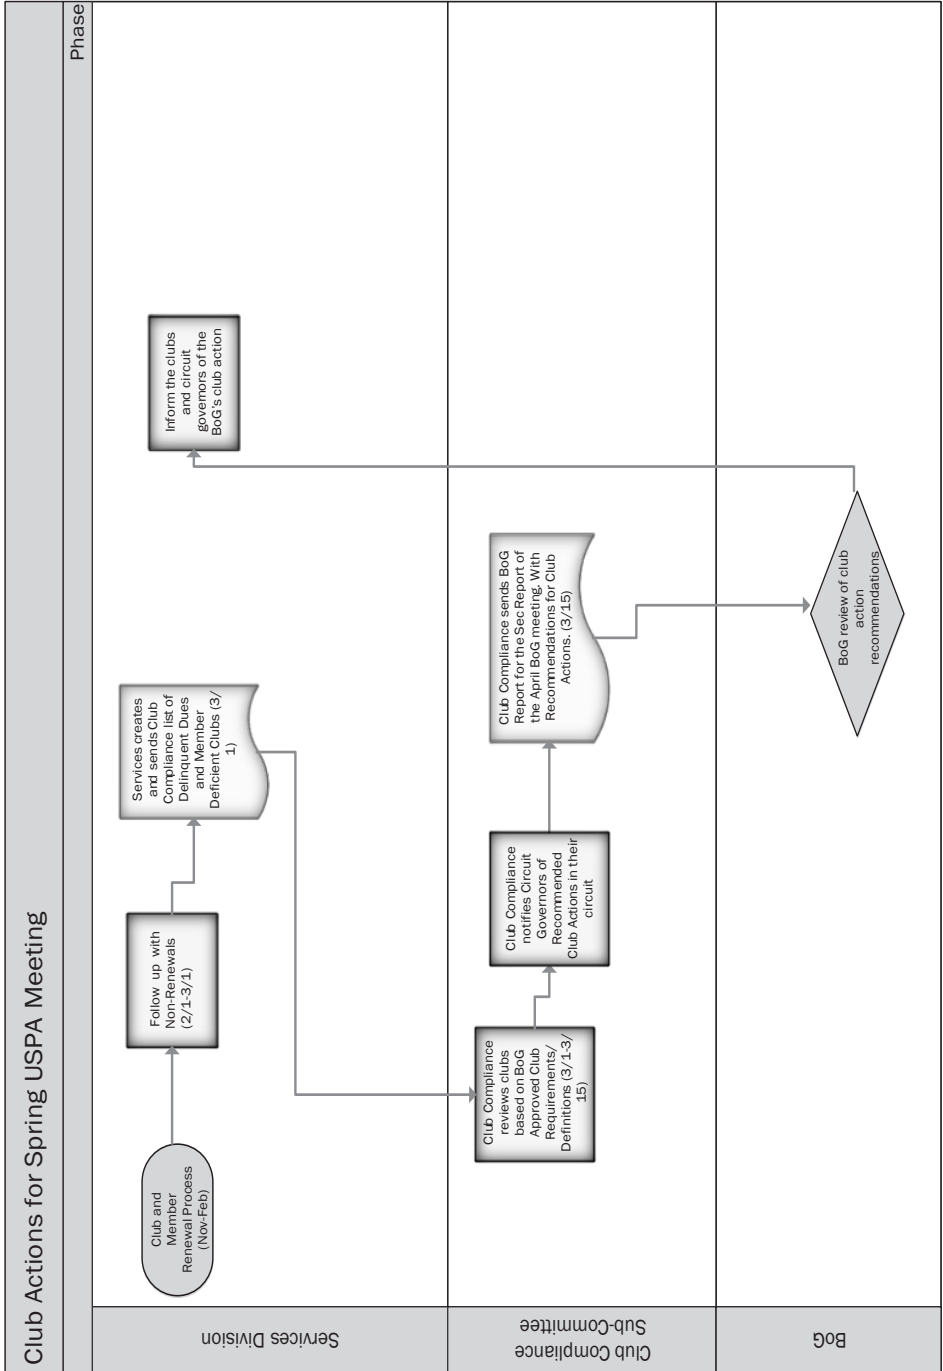 Club Actions for Spring USPA Meeting
Phase
Services Division
Club and
Member
Renewal Process
(Nov-Feb)
Follow up with
Non-Renewals
(2/1-3/1)
Services creates
and sends Club
Compliance list of
Delinquent Dues
and Member
Deficient Clubs (3/
1)
Inform the clubs
and circuit
governors of the
BoG's club action
Club Compliance
Sub-Committee
Club Compliance
reviews clubs
based on BoG
Approved Club
Requirements/
Definitions (3/1-3/
15)
Club Compliance
notifies Circuit
Governors of
Recommended
Club Actions in their
circuit
Club Compliance sends BoG
Report for the Sec Report of
the April BoG meeting. With
Recommendations for Club
Actions. (3/15)
BoG
BoG review of club
action
recommendations